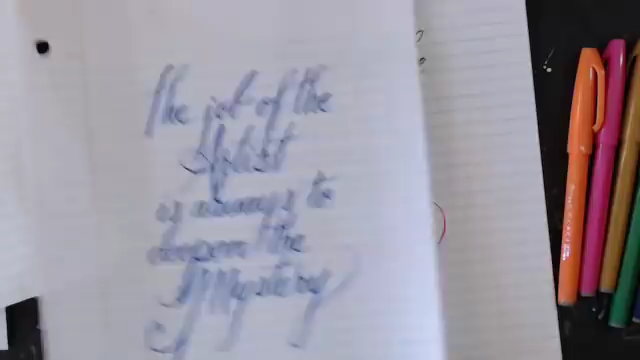 The job of the
Artist
is always to
deepen the
Mystery